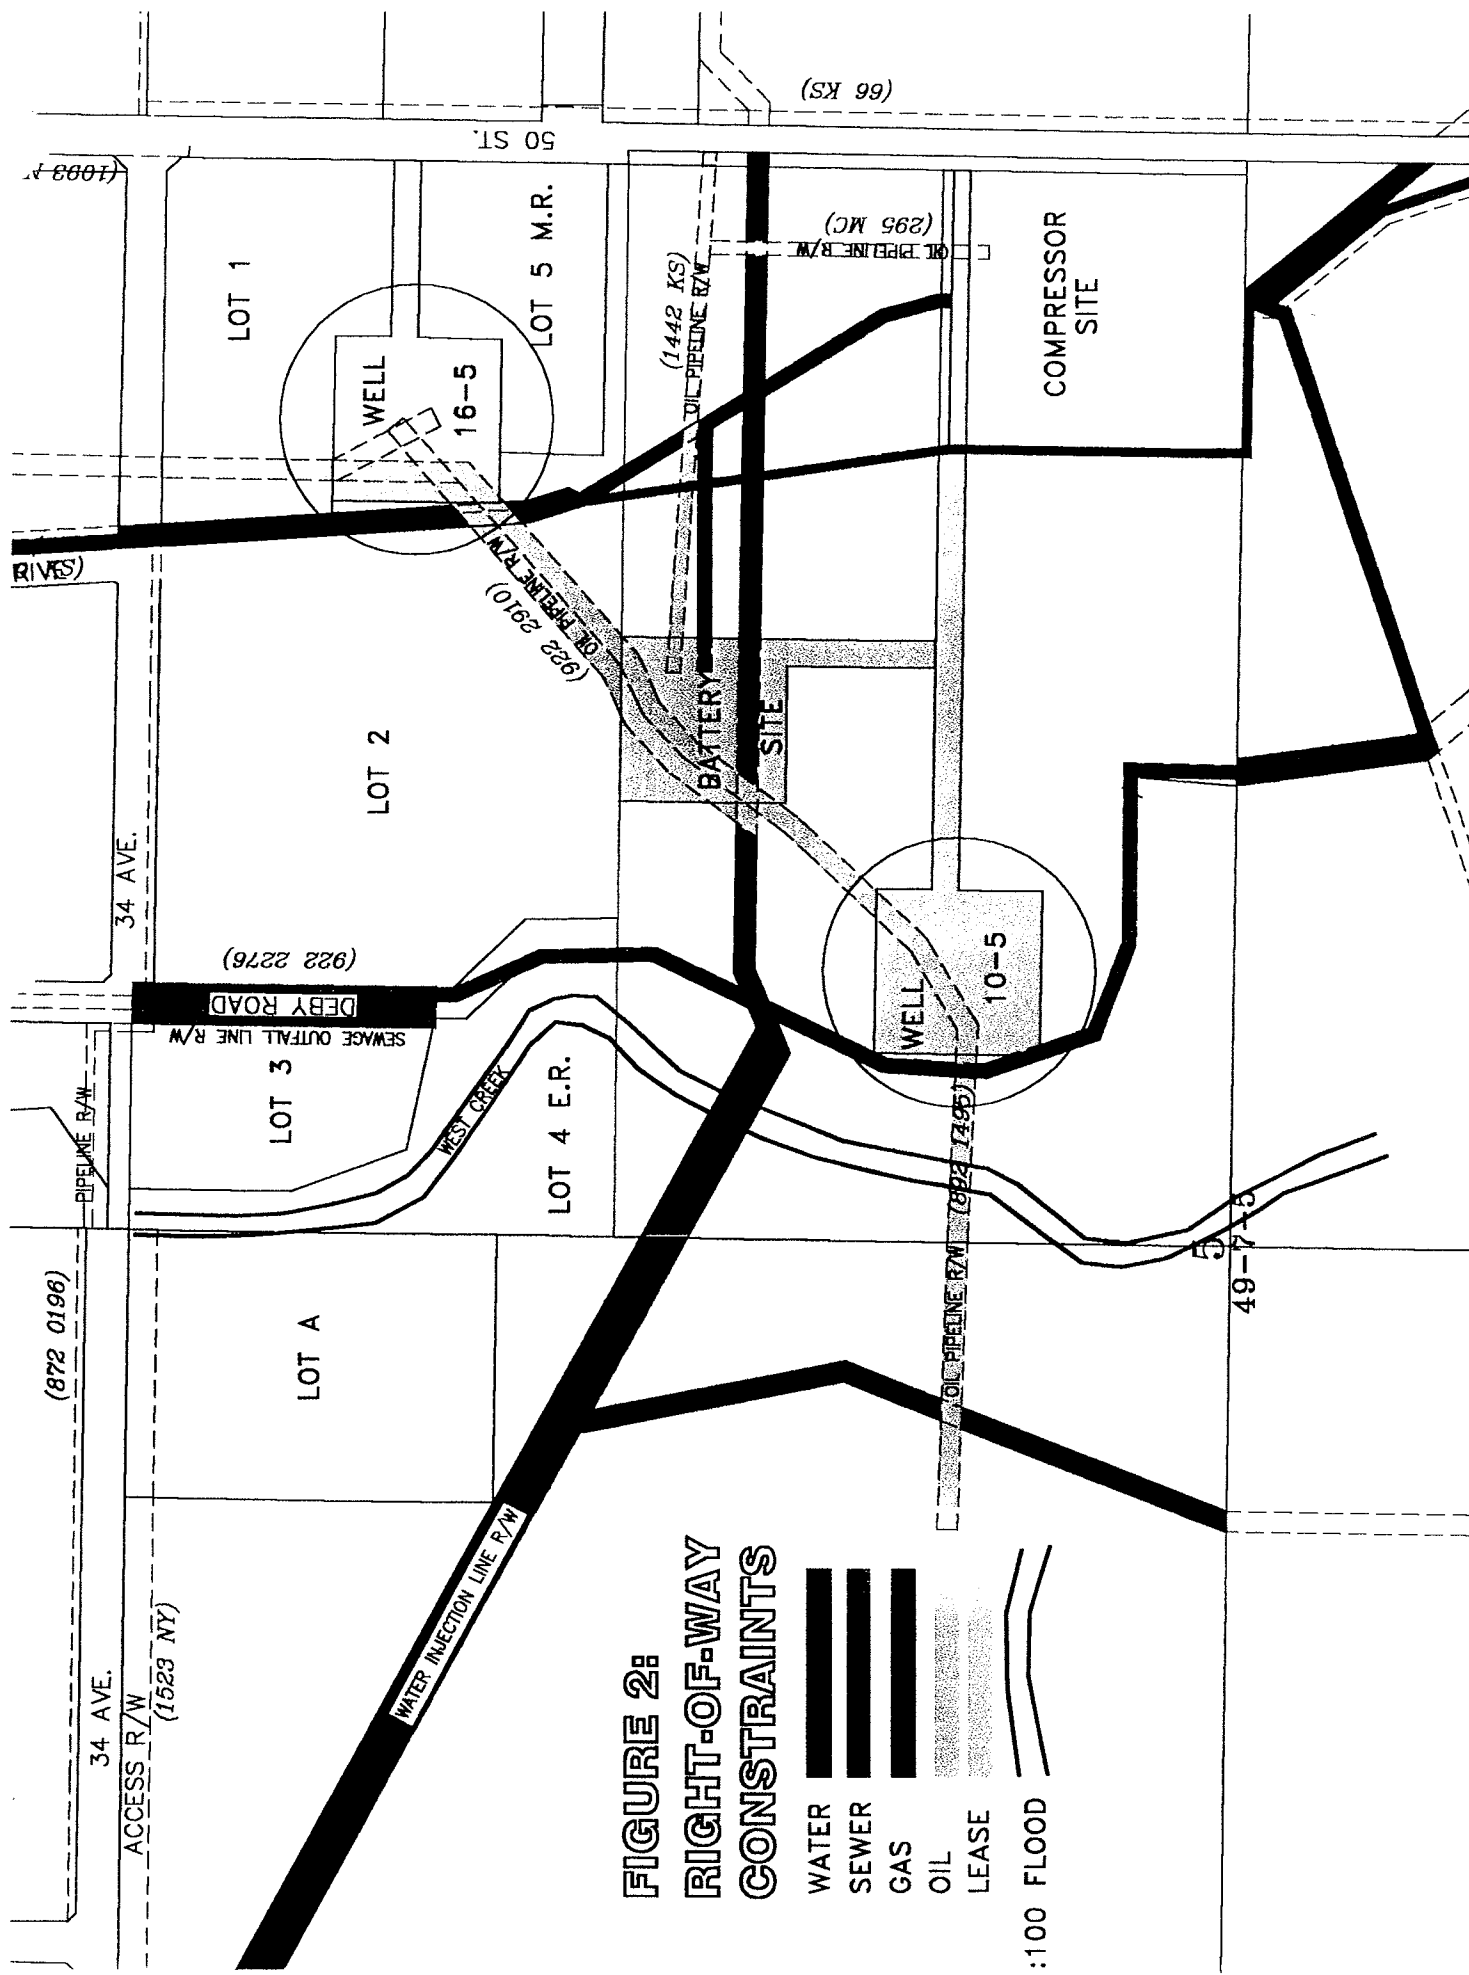 FIGURE 2:
RIGHT-OF-WAY
CONSTRAINTS
WATER
SEWER
GAS
OIL
LEASE
:100 FLOOD
34 AVE.
ACCESS R/W
(1523 NY)
(872 0196)
LOT A
WATER INJECTION LINE R/W
PIPELINE R/W
LOT 3
SEWAGE OUTFALL LINE R/W
DEBY ROAD
(922 2276)
WEST CREEK
LOT 4 E.R.
34 AVE.
LOT 2
LOT 1
WELL
16-5
LOT 5 M.R.
50 ST.
(66 KS)
(922 2910)
OIL PIPELINE R/W
(1442 KS)
OIL PIPELINE R/W
(295 MC)
OIL PIPELINE R/W
BATTERY
SITE
COMPRESSOR
SITE
WELL
10-5
OIL PIPELINE R/W
(892 1495)
5
49-7-5